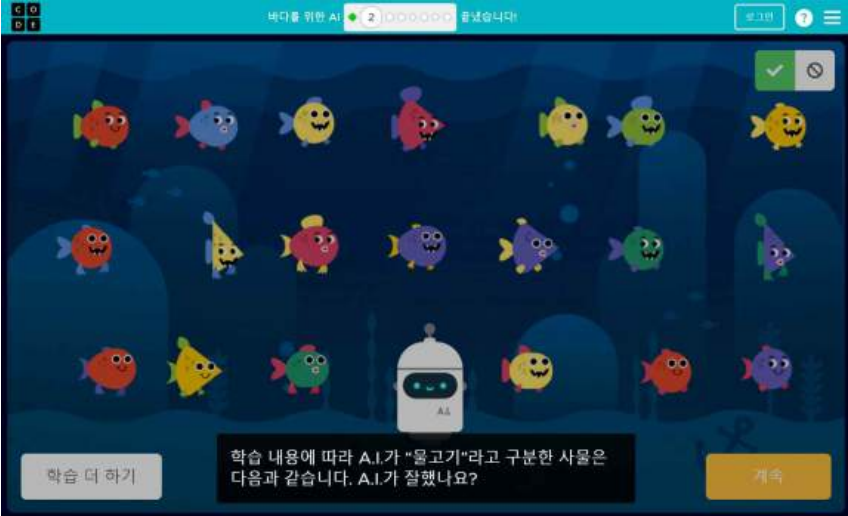 CO
DE
바다를 위한 AI
2
끝냈습니다!
로그인
?
A.I.
학습 내용에 따라 A.I.가 "물고기"라고 구분한 사물은
다음과 같습니다. A.I.가 잘했나요?
학습 더 하기
계속